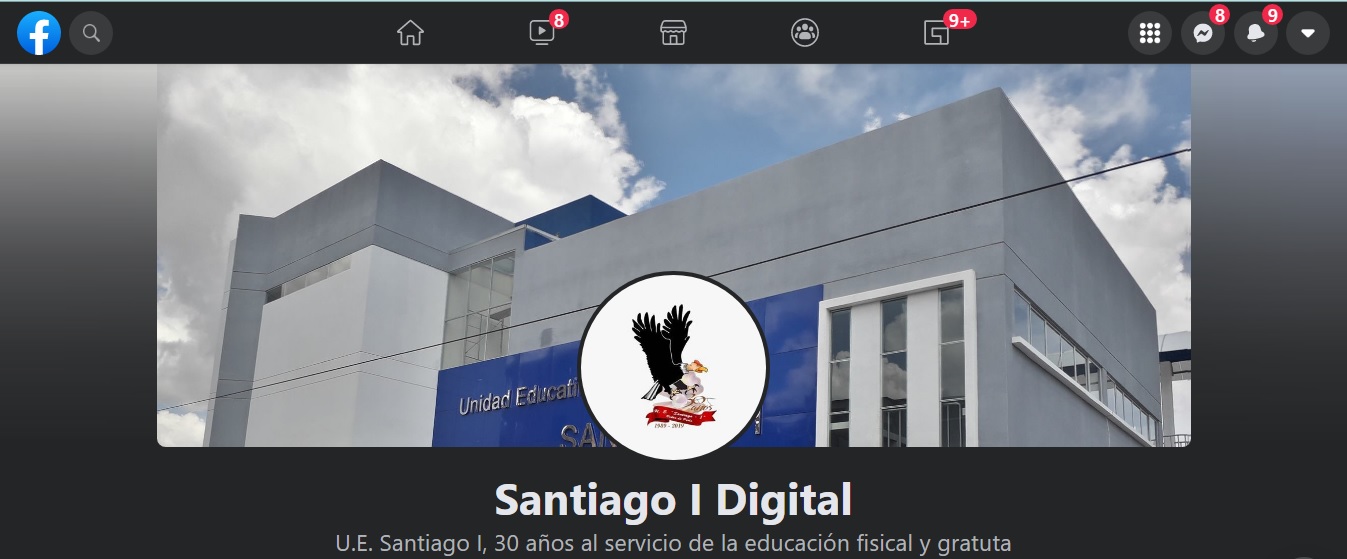 8
9+
8
9
Unidad Educati
SAN
1989 - 2019
Santiago I Digital
U.E. Santiago I, 30 años al servicio de la educación fisical y gratuta